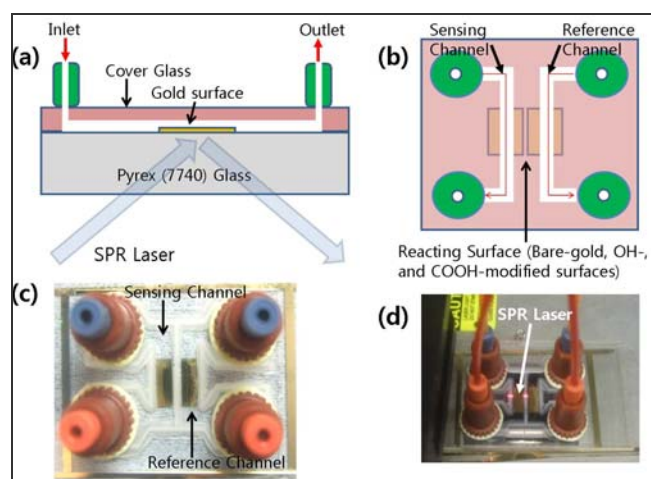 Inlet
Outlet
(a)
Cover Glass
Gold surface
Pyrex (7740) Glass
SPR Laser
(b)
Sensing
Channel
Reference
Channel
Reacting Surface (Bare-gold, OH-,
and COOH-modified surfaces)
(c)
Sensing Channel
Reference Channel
(d)
CAUT
SPR Laser